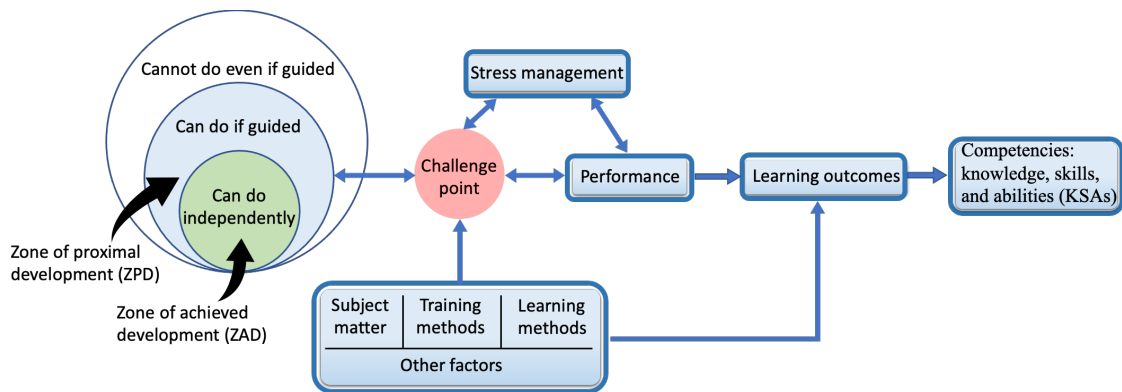 Cannot do even if guided
Can do if guided
Can do
independently
Zone of proximal
development (ZPD)
Zone of achieved
development (ZAD)
Stress management
Challenge
point
Performance
Learning outcomes
Competencies:
knowledge, skills,
and abilities (KSAs)
Subject
matter
Training
methods
Learning
methods
Other factors